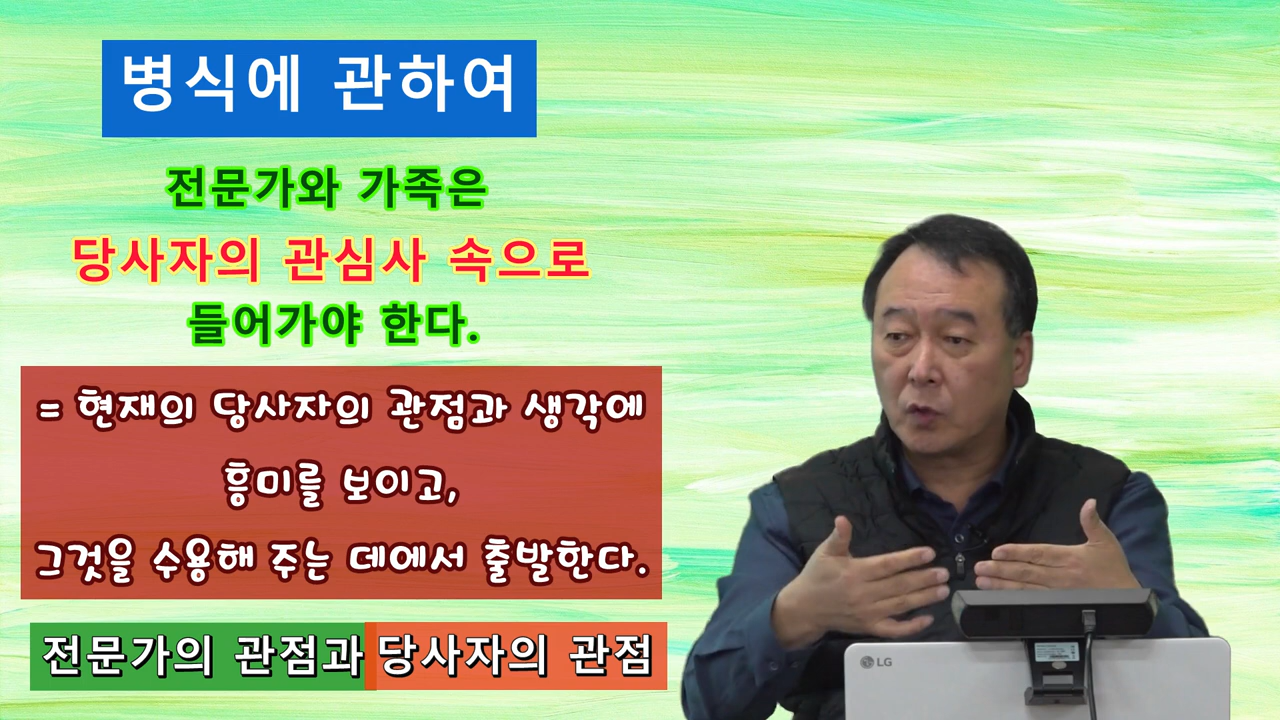 병식에 관하여
전문가와 가족은
당사자의 관심사 속으로
들어가야 한다.
= 현재의 당사자의 관점과 생각에
흥미를 보이고,
그것을 수용해 주는 데에서 출발한다.
전문가의 관점과 당사자의 관점
LG